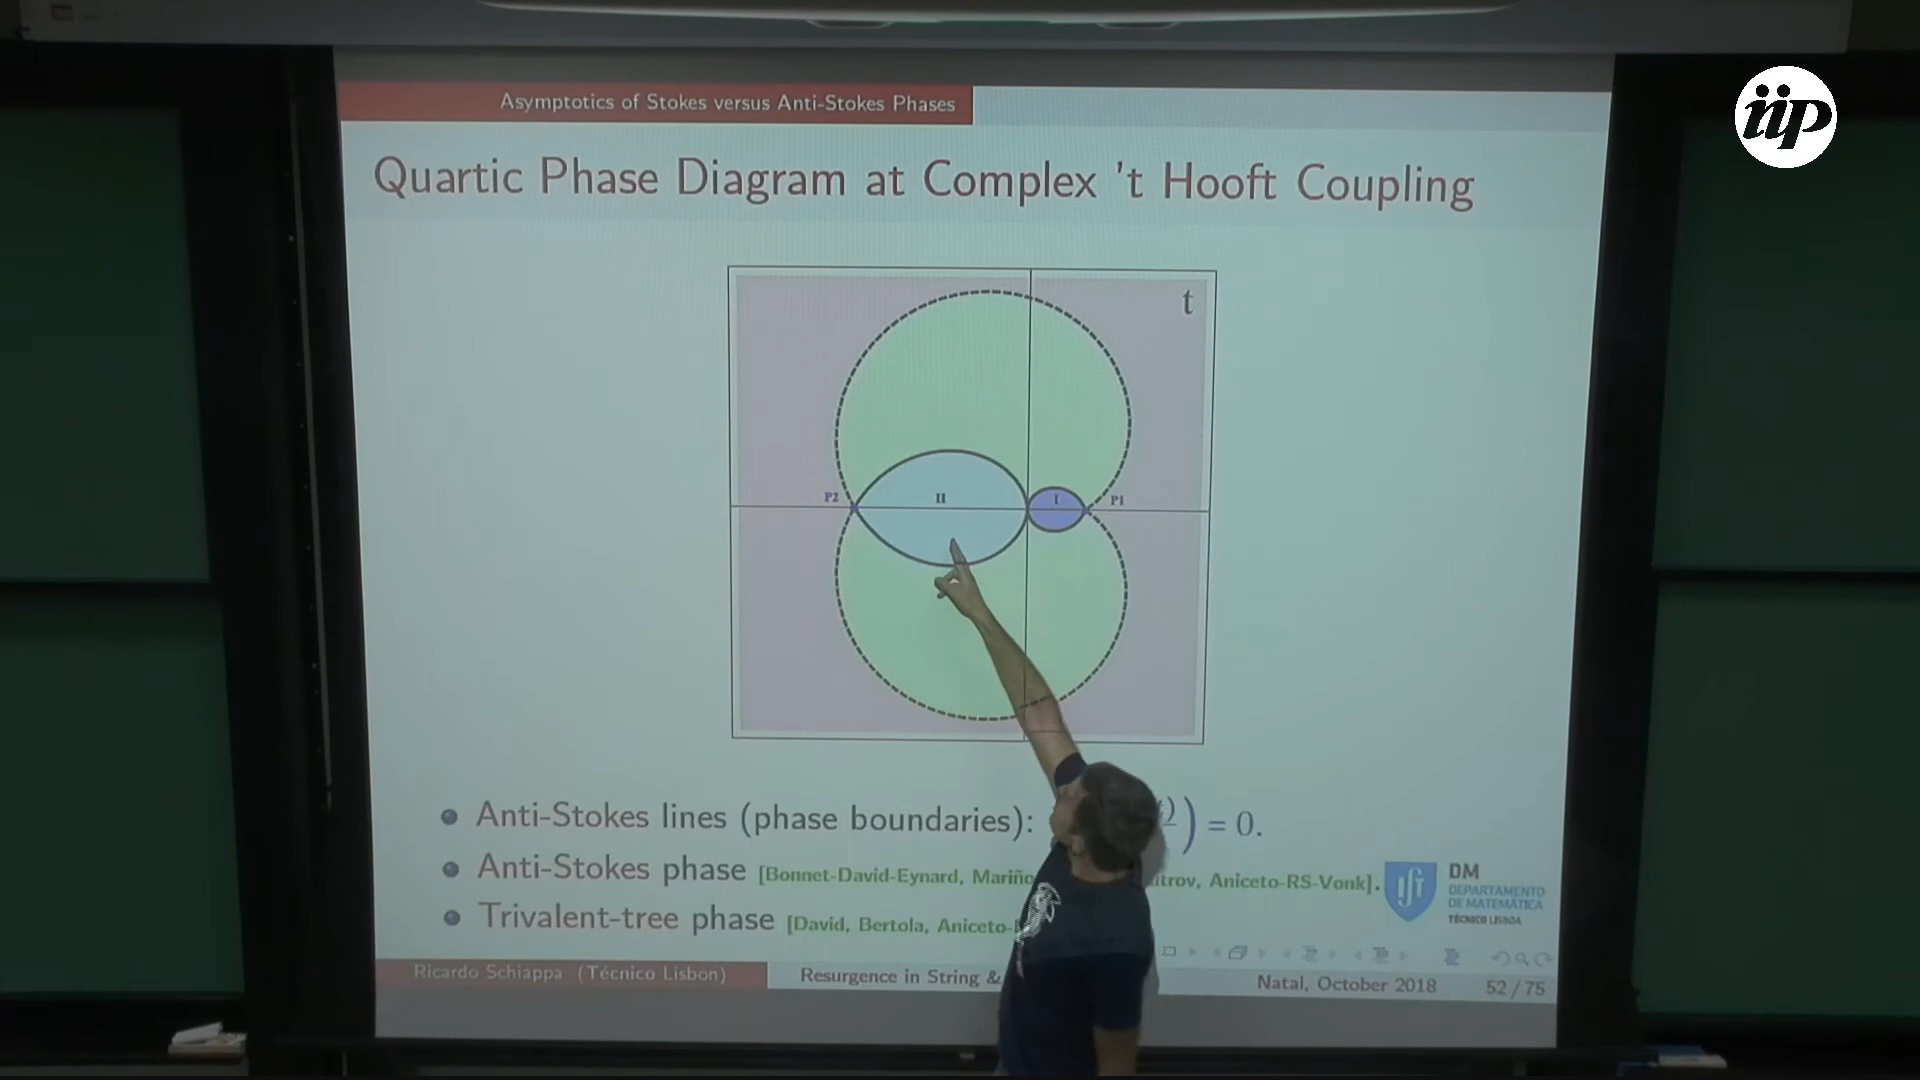 iip
Asymptotics of Stokes versus Anti-Stokes Phases
Quartic Phase Diagram at Complex 't Hooft Coupling
t
P2
II
I
P1
Anti-Stokes lines (phase boundaries): ) ) = 0.
Anti-Stokes phase [Bonnet-David-Eynard, Mariño trov, Aniceto-RS-Vonk].
Trivalent-tree phase [David, Bertola, Aniceto-
DM
DEPARTAMENTO
DE MATEMÁTICA
TÉCNICO LISBOA
Ricardo Schiappa (Técnico Lisbon)
Resurgence in String &
Natal, October 2018
52 / 75